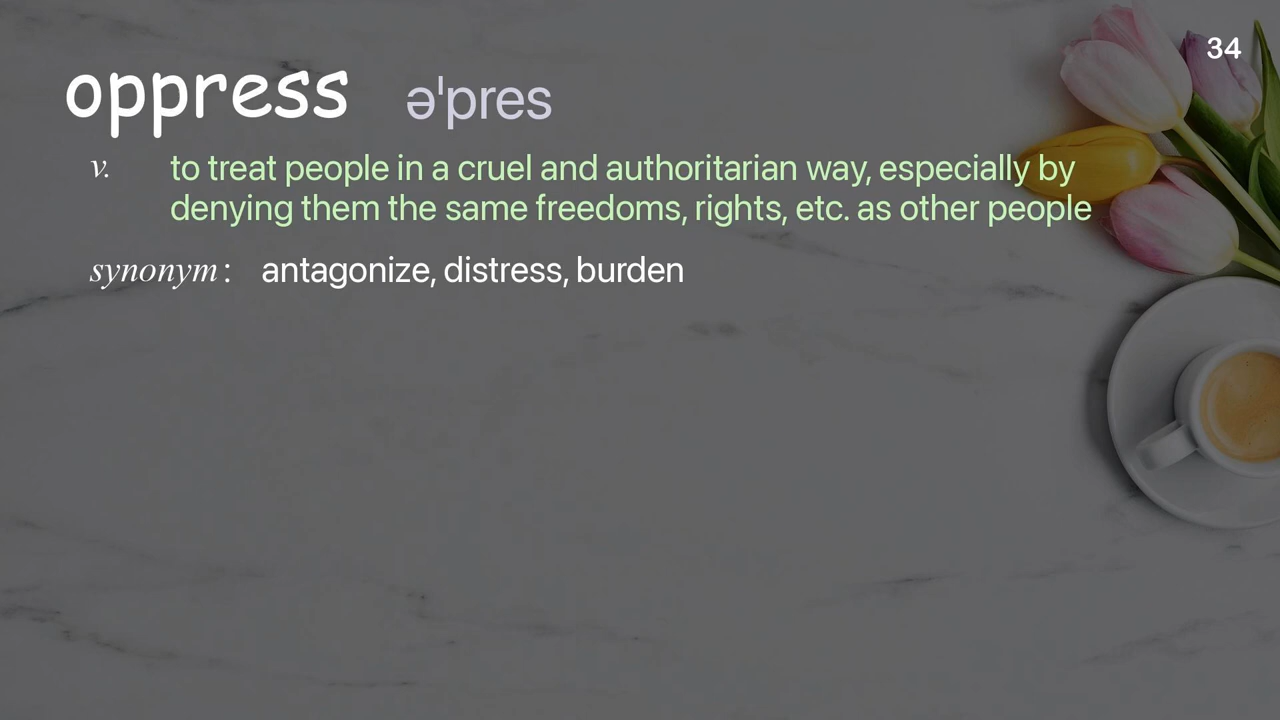 34
oppress əˈpres
v. to treat people in a cruel and authoritarian way, especially by
denying them the same freedoms, rights, etc. as other people
synonym: antagonize, distress, burden